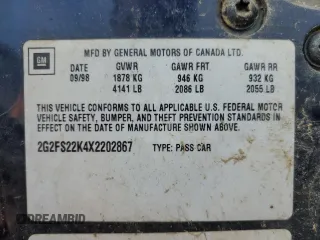 GM
MFD BY GENERAL MOTORS OF CANADA LTD.
DATE GVWR GAWR FRT GAWR RR
09/98 1878 KG 946 KG 932 KG
4141 LB 2086 LB 2055 LB
THIS VEHICLE CONFORMS TO ALL APPLICABLE U.S. FEDERAL MOTOR
VEHICLE SAFETY, BUMPER, AND THEFT PREVENTION STANDARDS IN
EFFECT ON THE DATE OF MANUFACTURE SHOWN ABOVE.
2G2FS22K4X2202867 TYPE: PASS CAR
DREAMBID